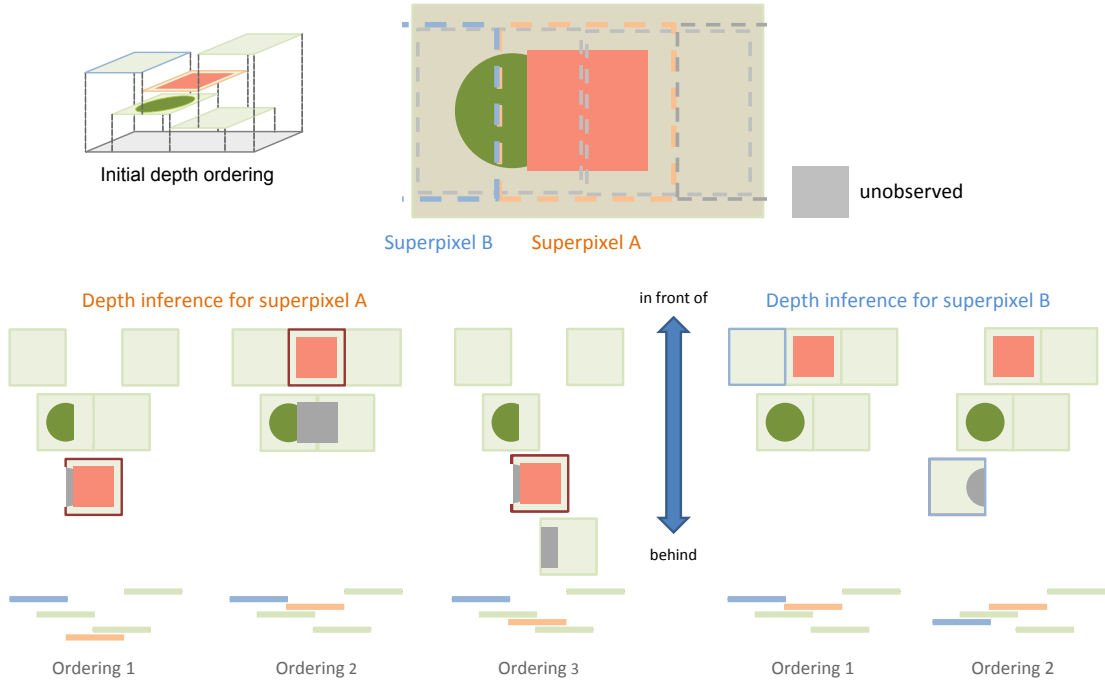 Initial depth ordering
unobserved
Superpixel B
Superpixel A
Depth inference for superpixel A
in front of
Depth inference for superpixel B
behind
Ordering 1
Ordering 2
Ordering 3
Ordering 1
Ordering 2